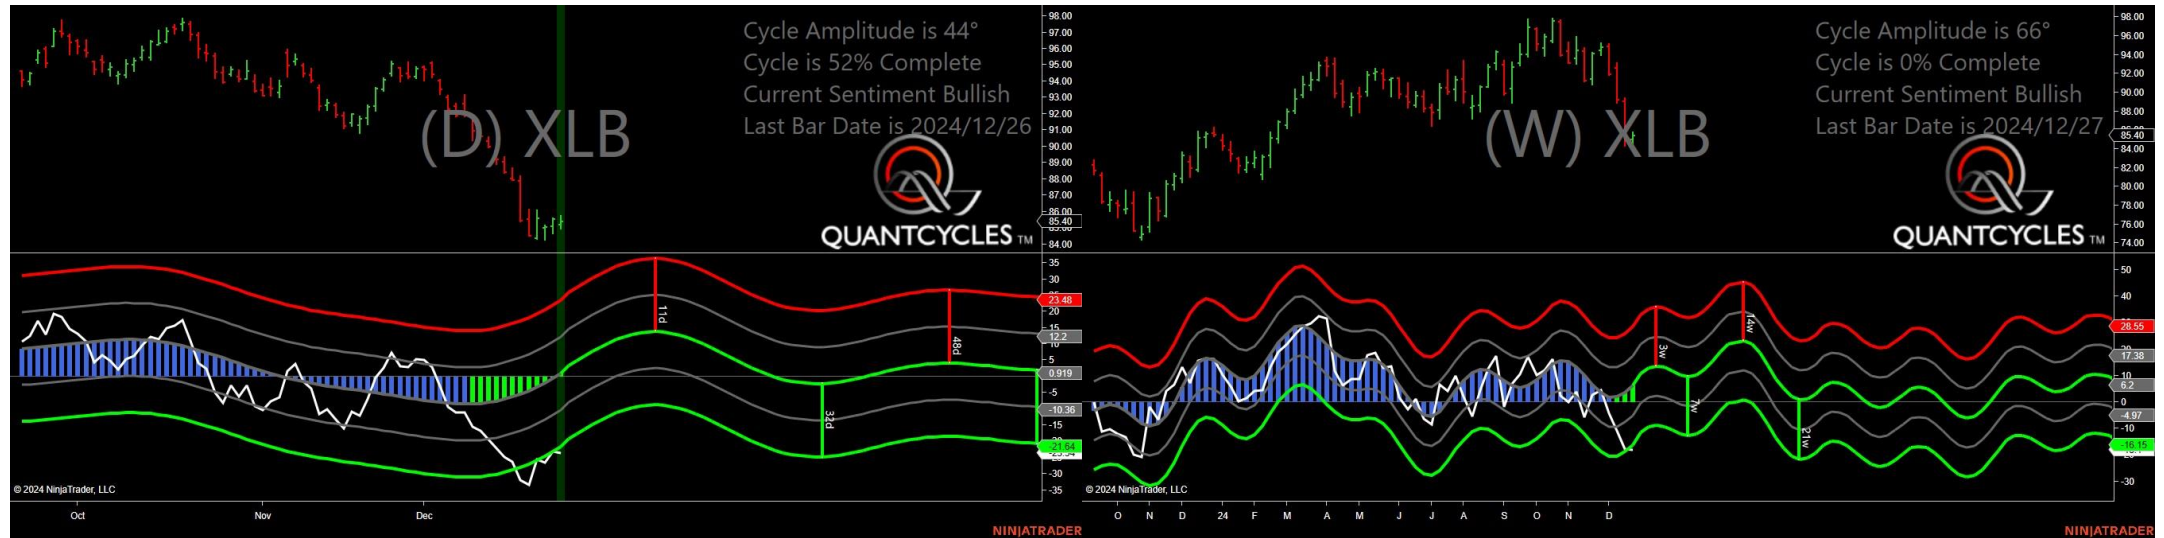 Cycle Amplitude is 44°
Cycle is 52% Complete
Current Sentiment Bullish
Last Bar Date is 2024/12/26
(D) XLB
QUANTCYCLES TM
98.00
97.00
96.00
95.00
94.00
93.00
92.00
91.00
90.00
89.00
88.00
87.00
86.00
85.40
84.00
35
30
23.48
20
15
12.2
10
5
0.919
-5
-10.36
-15
-21.64
-30
-35
11d
32d
48d
© 2024 NinjaTrader, LLC
Oct
Nov
Dec
NINJATRADER
Cycle Amplitude is 66°
Cycle is 0% Complete
Current Sentiment Bullish
Last Bar Date is 2024/12/27
(W) XLB
QUANTCYCLES TM
98.00
96.00
94.00
92.00
90.00
88.00
85.40
84.00
82.00
80.00
78.00
76.00
74.00
50
40
28.55
20
17.38
10
6.2
0
-4.97
-10
-16.15
-30
3w
7w
14w
21w
© 2024 NinjaTrader, LLC
O
N
D
24
F
M
A
M
J
J
A
S
O
N
D
NINJATRADER